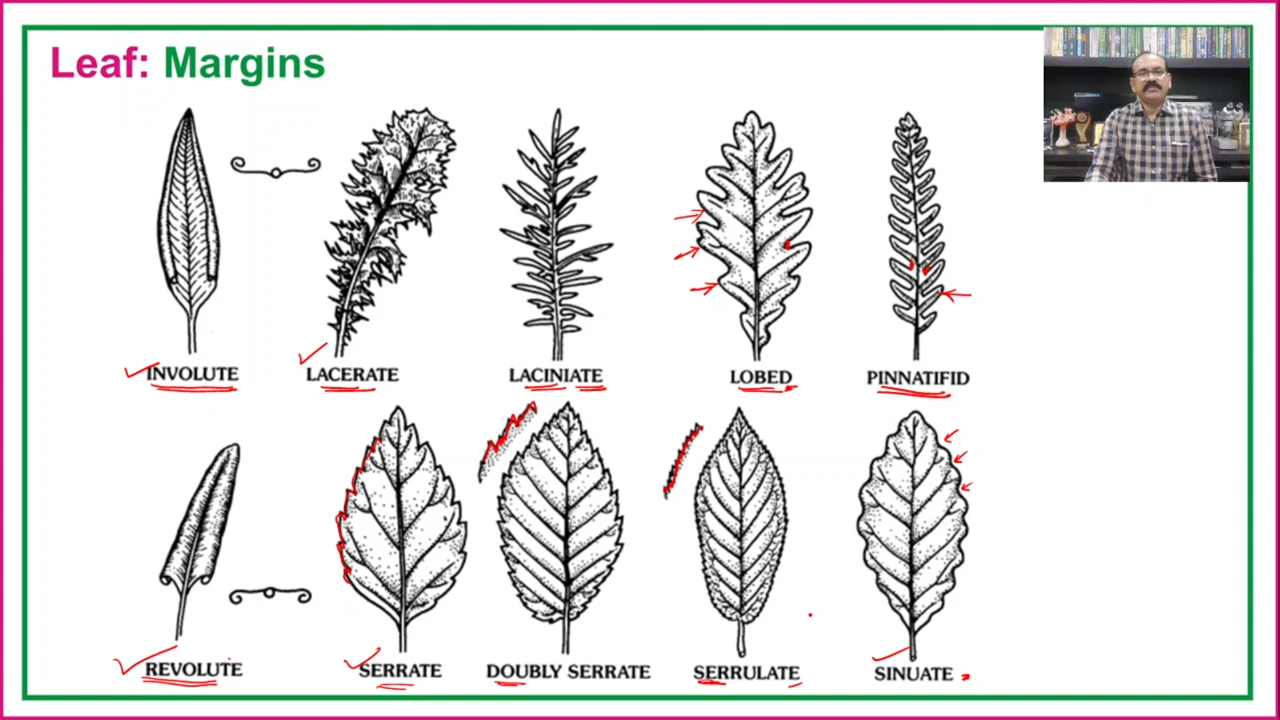 Leaf: Margins
INVOLUTE
LACERATE
LACINIATE
LOBED
PINNATIFID
REVOLUTE
SERRATE
DOUBLY SERRATE
SERRULATE
SINUATE